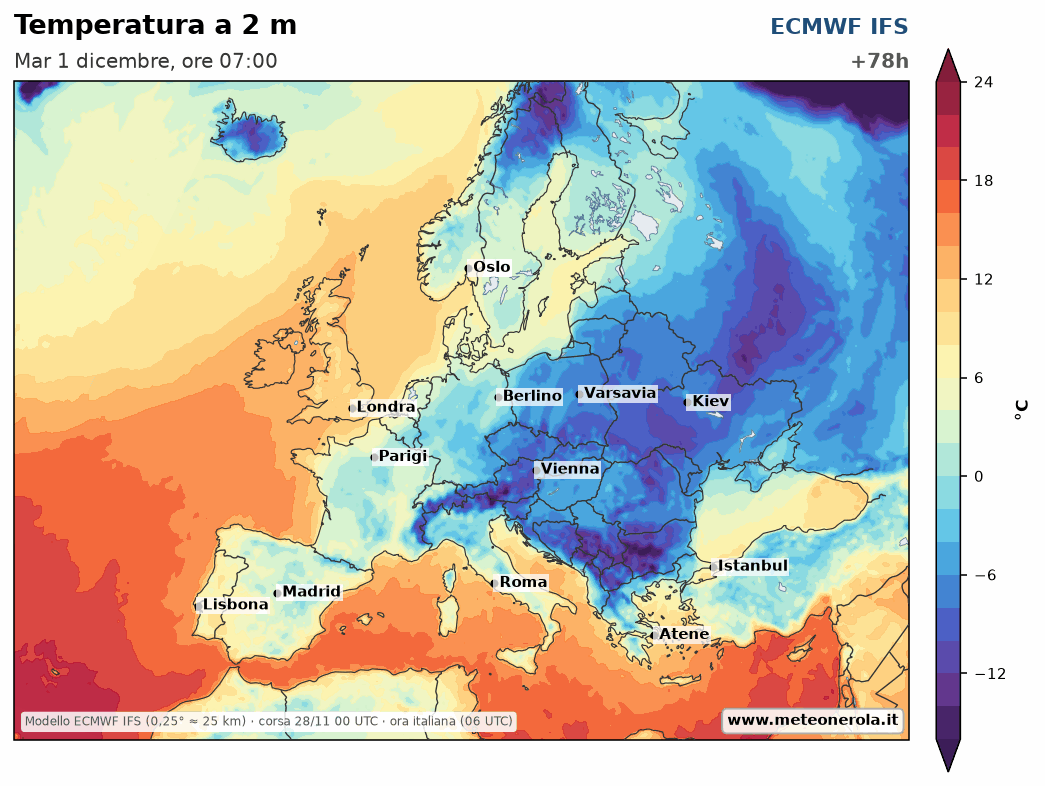 Temperatura a 2 m
ECMWF IFS
Mar 1 dicembre, ore 07:00
+78h
24
18
12
6
0
−6
−12
°C
Oslo
Berlino
Varsavia
Kiev
Londra
Parigi
Vienna
Istanbul
Roma
Madrid
Lisbona
Atene
Modello ECMWF IFS (0,25° ≈ 25 km) · corsa 28/11 00 UTC · ora italiana (06 UTC)
www.meteonerola.it